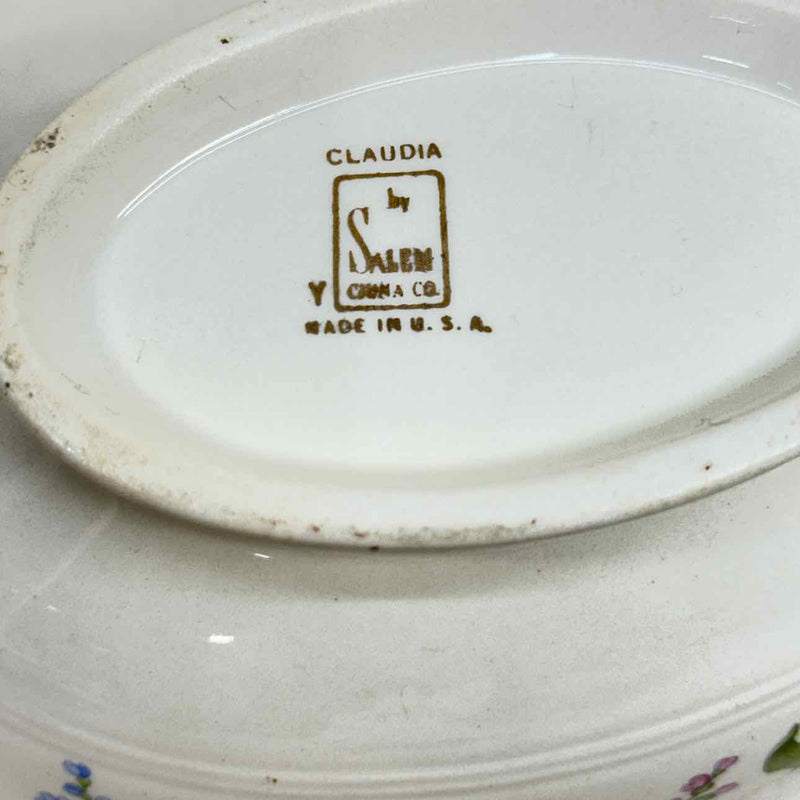 CLAUDIA
by
SALEM
Y CHINA CO.
MADE IN U. S. A.